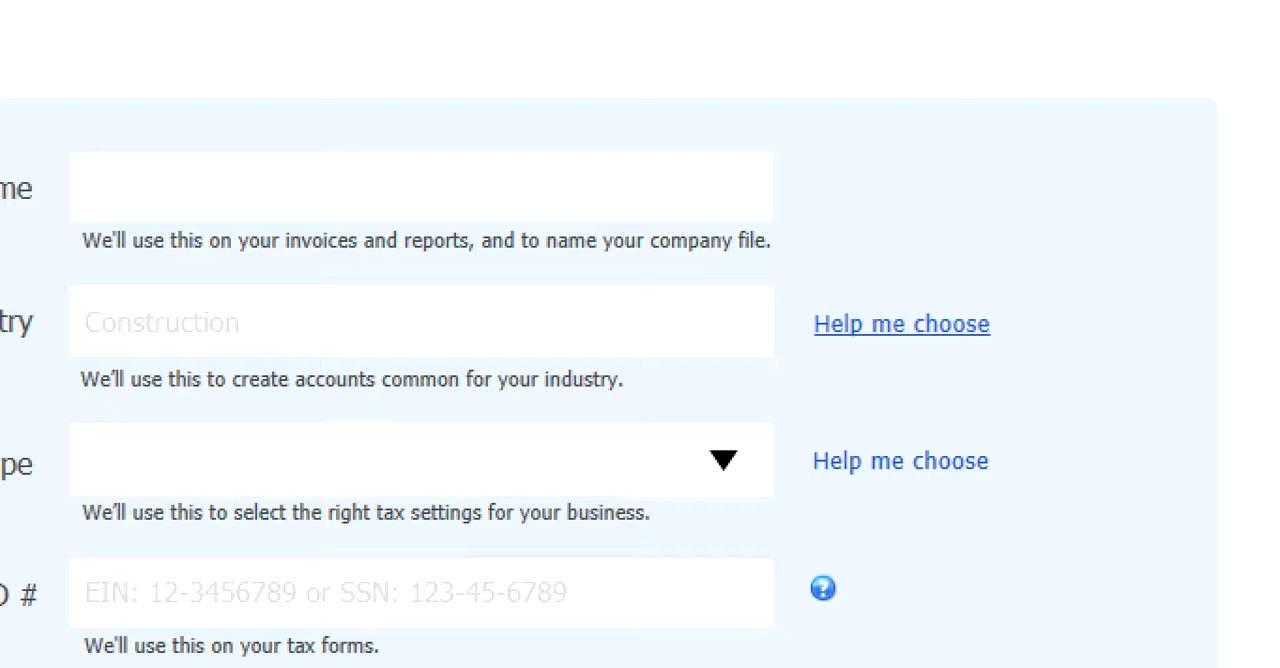 me
We'll use this on your invoices and reports, and to name your company file.
try Construction Help me choose
We'll use this to create accounts common for your industry.
pe Help me choose
We'll use this to select the right tax settings for your business.
# EIN: 12-3456789 or SSN: 123-45-6789 ?
We'll use this on your tax forms.